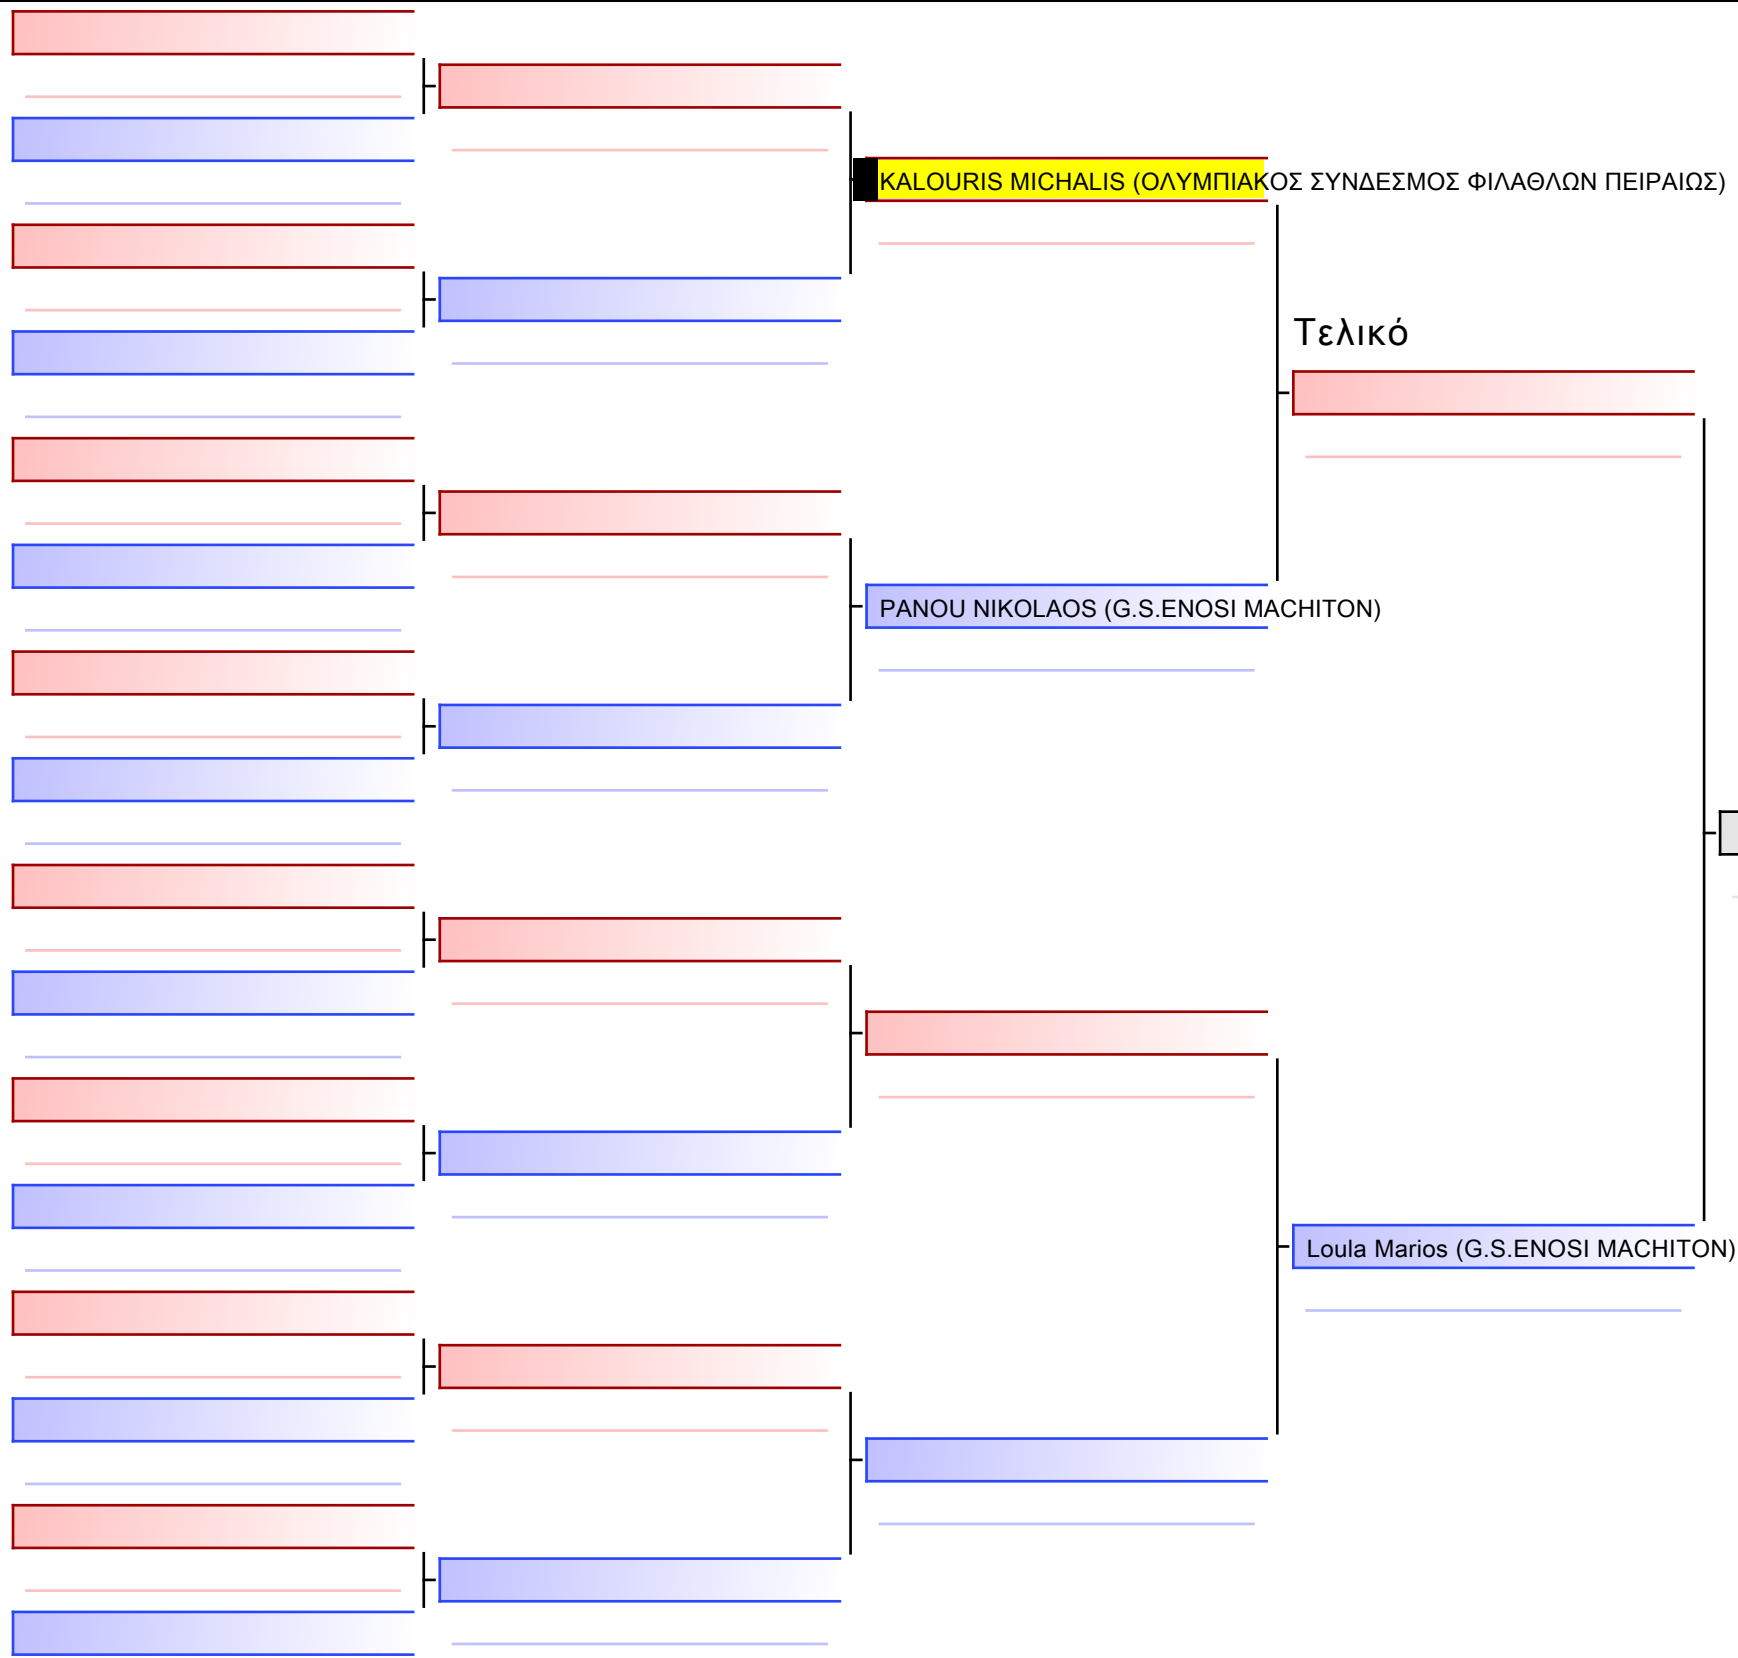 KALOURIS MICHALIS (ΟΛΥΜΠΙΑΚΟΣ ΣΥΝΔΕΣΜΟΣ ΦΙΛΑΘΛΩΝ ΠΕΙΡΑΙΩΣ)
Τελικό
PANOU NIKOLAOS (G.S.ENOSI MACHITON)
Loula Marios (G.S.ENOSI MACHITON)